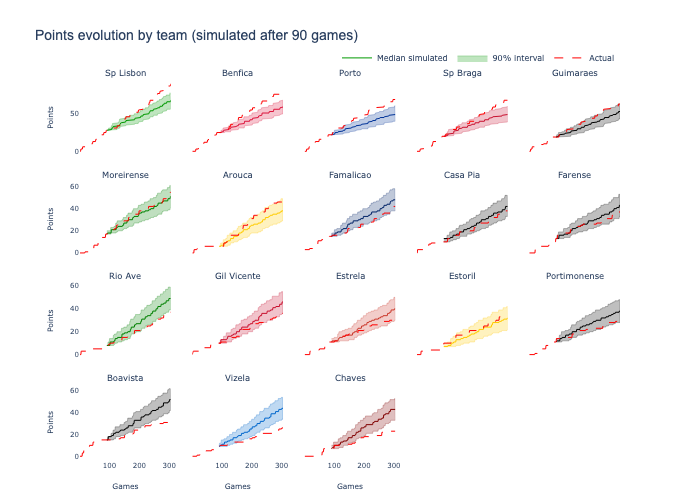 Points evolution by team (simulated after 90 games)
Median simulated 90% interval Actual
Sp Lisbon Benfica Porto Sp Braga Guimaraes
50
0
Points
Moreirense Arouca Famalicao Casa Pia Farense
60
40
20
0
Points
Rio Ave Gil Vicente Estrela Estoril Portimonense
60
40
20
0
Points
Boavista Vizela Chaves
60
40
20
0
Points
100 200 300 100 200 300 100 200 300
Games Games Games